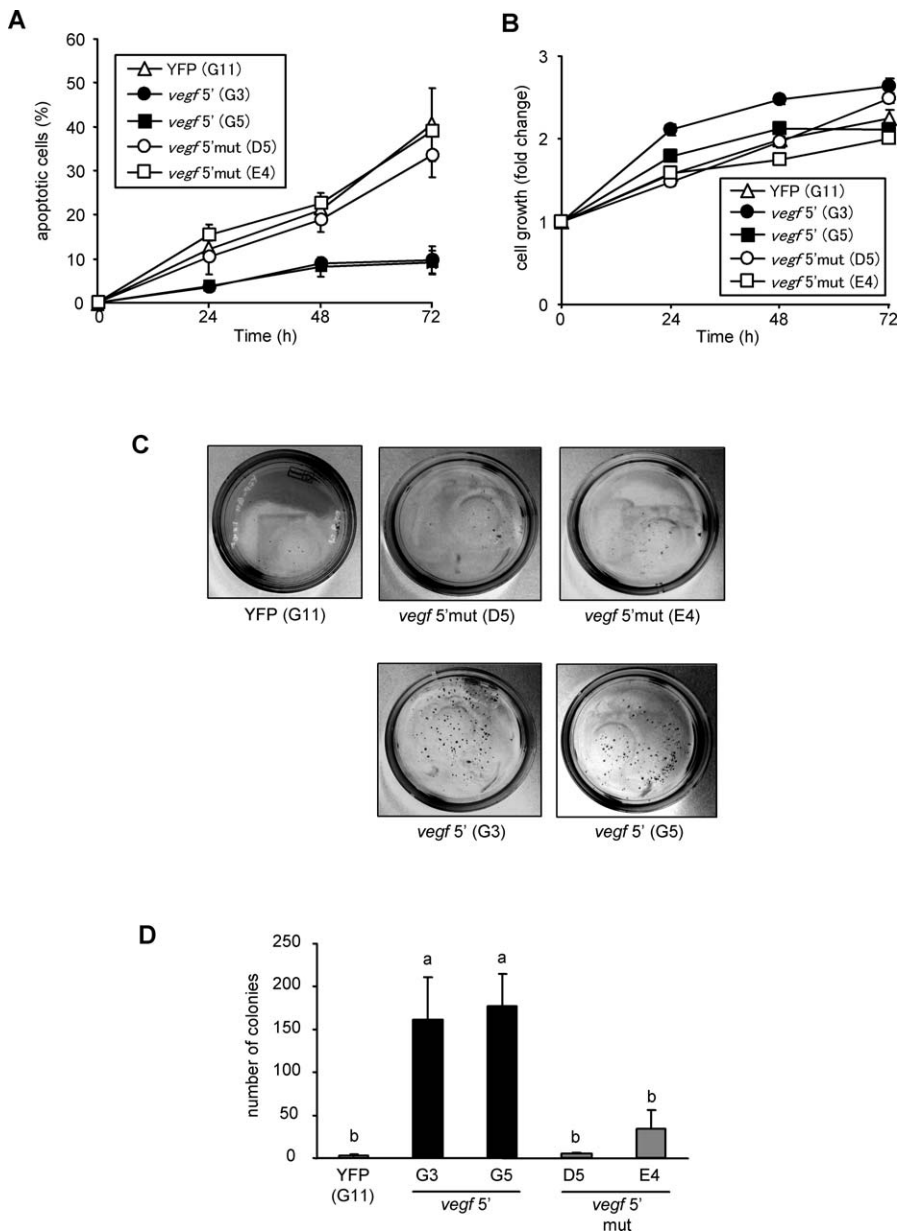 A
apoptotic cells (%)
60
50
40
30
20
10
0
0 24 48 72
Time (h)
YFP (G11)
vegf 5' (G3)
vegf 5' (G5)
vegf 5'mut (D5)
vegf 5'mut (E4)
B
cell growth (fold change)
3
2
1
0
0 24 48 72
Time (h)
YFP (G11)
vegf 5' (G3)
vegf 5' (G5)
vegf 5'mut (D5)
vegf 5'mut (E4)
C
YFP (G11)
vegf 5'mut (D5)
vegf 5'mut (E4)
vegf 5' (G3)
vegf 5' (G5)
D
number of colonies
250
200
150
100
50
0
b a a b b
YFP
(G11)
G3 G5 D5 E4
vegf 5'
vegf 5'
mut